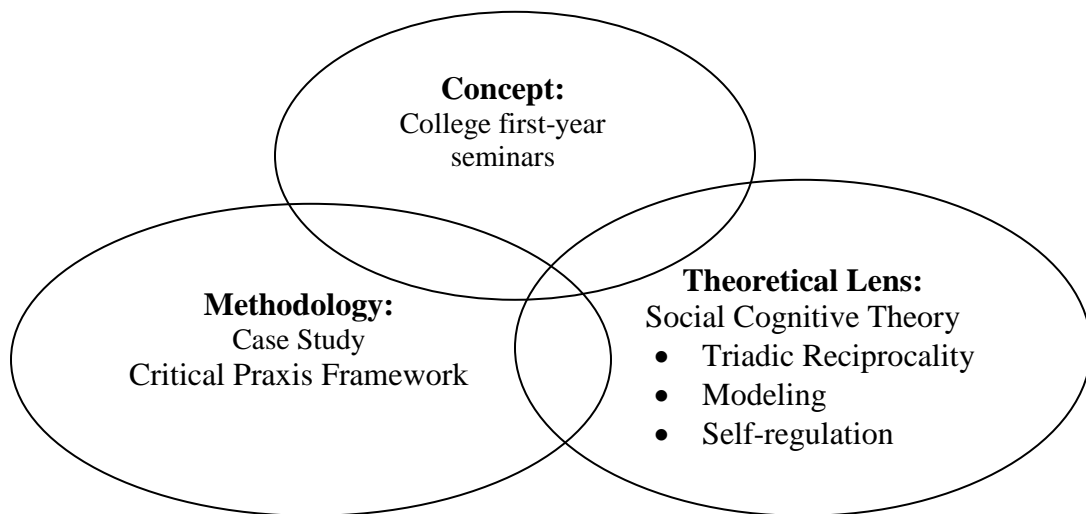 Concept:
College first-year
seminars
Methodology:
Case Study
Critical Praxis Framework
Theoretical Lens:
Social Cognitive Theory
• Triadic Reciprocality
• Modeling
• Self-regulation